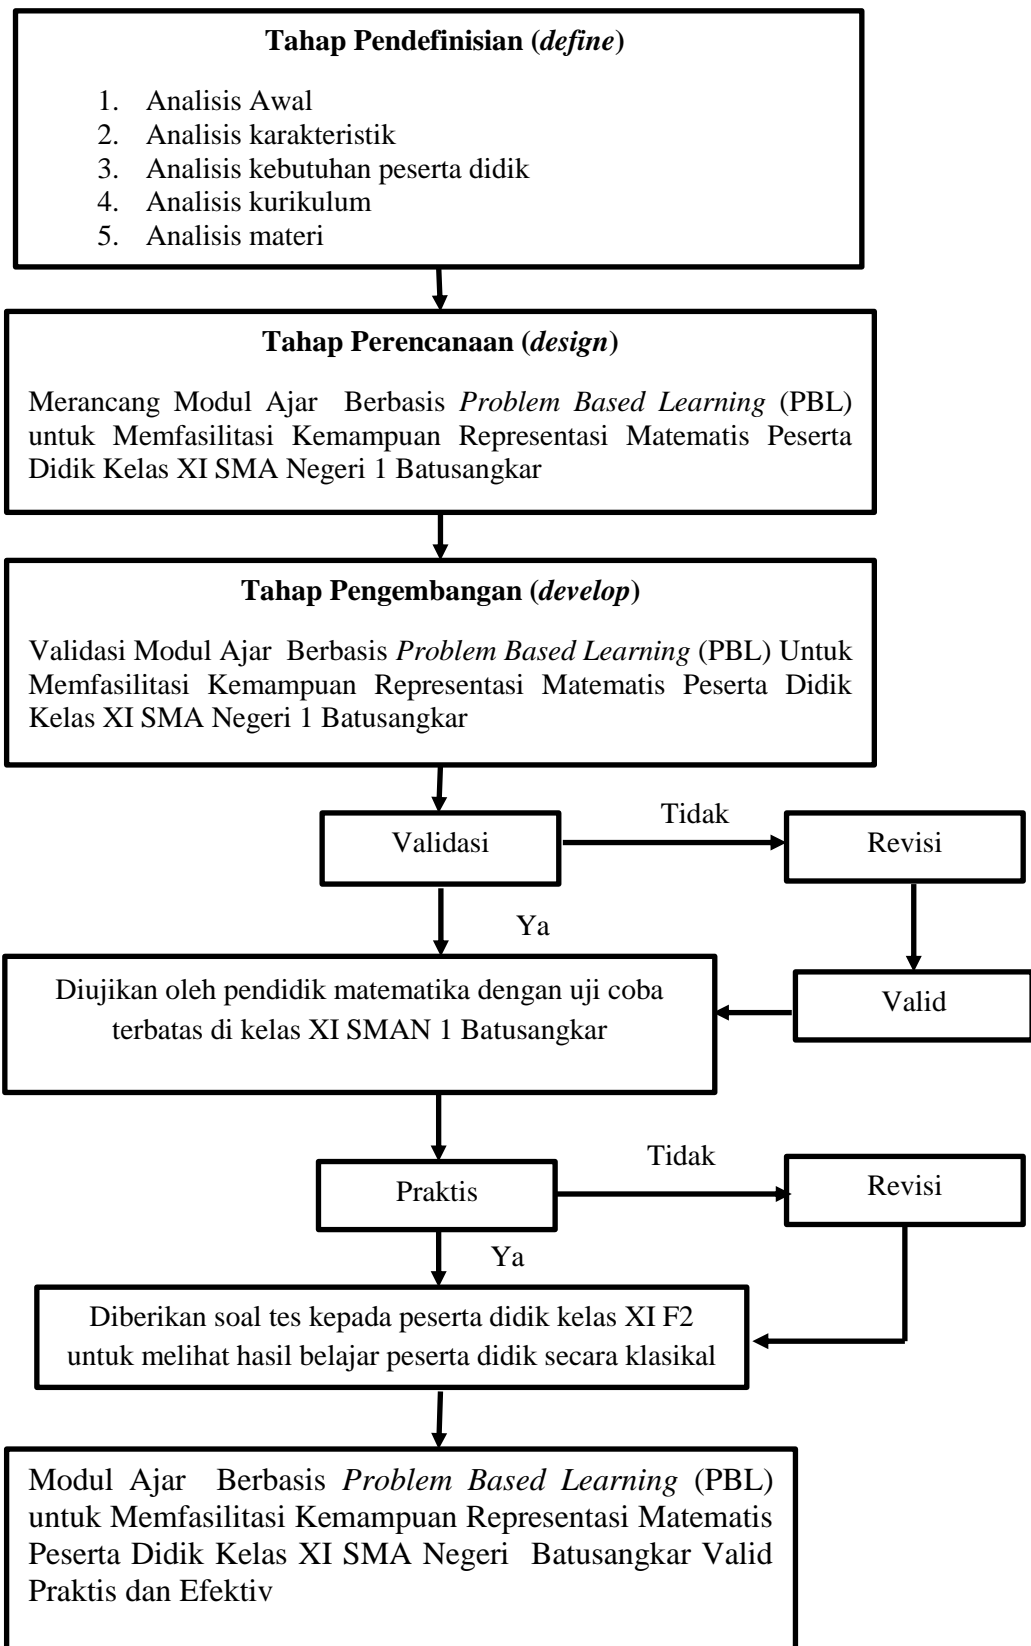 Tahap Pendefinisian (define)
1. Analisis Awal
2. Analisis karakteristik
3. Analisis kebutuhan peserta didik
4. Analisis kurikulum
5. Analisis materi
Tahap Perencanaan (design)
Merancang Modul Ajar Berbasis Problem Based Learning (PBL)
untuk Memfasilitasi Kemampuan Representasi Matematis Peserta
Didik Kelas XI SMA Negeri 1 Batusangkar
Tahap Pengembangan (develop)
Validasi Modul Ajar Berbasis Problem Based Learning (PBL) Untuk
Memfasilitasi Kemampuan Representasi Matematis Peserta Didik
Kelas XI SMA Negeri 1 Batusangkar
Validasi
Tidak
Revisi
Ya
Diujikan oleh pendidik matematika dengan uji coba
terbatas di kelas XI SMAN 1 Batusangkar
Valid
Praktis
Tidak
Revisi
Ya
Diberikan soal tes kepada peserta didik kelas XI F2
untuk melihat hasil belajar peserta didik secara klasikal
Modul Ajar Berbasis Problem Based Learning (PBL)
untuk Memfasilitasi Kemampuan Representasi Matematis
Peserta Didik Kelas XI SMA Negeri Batusangkar Valid
Praktis dan Efektiv